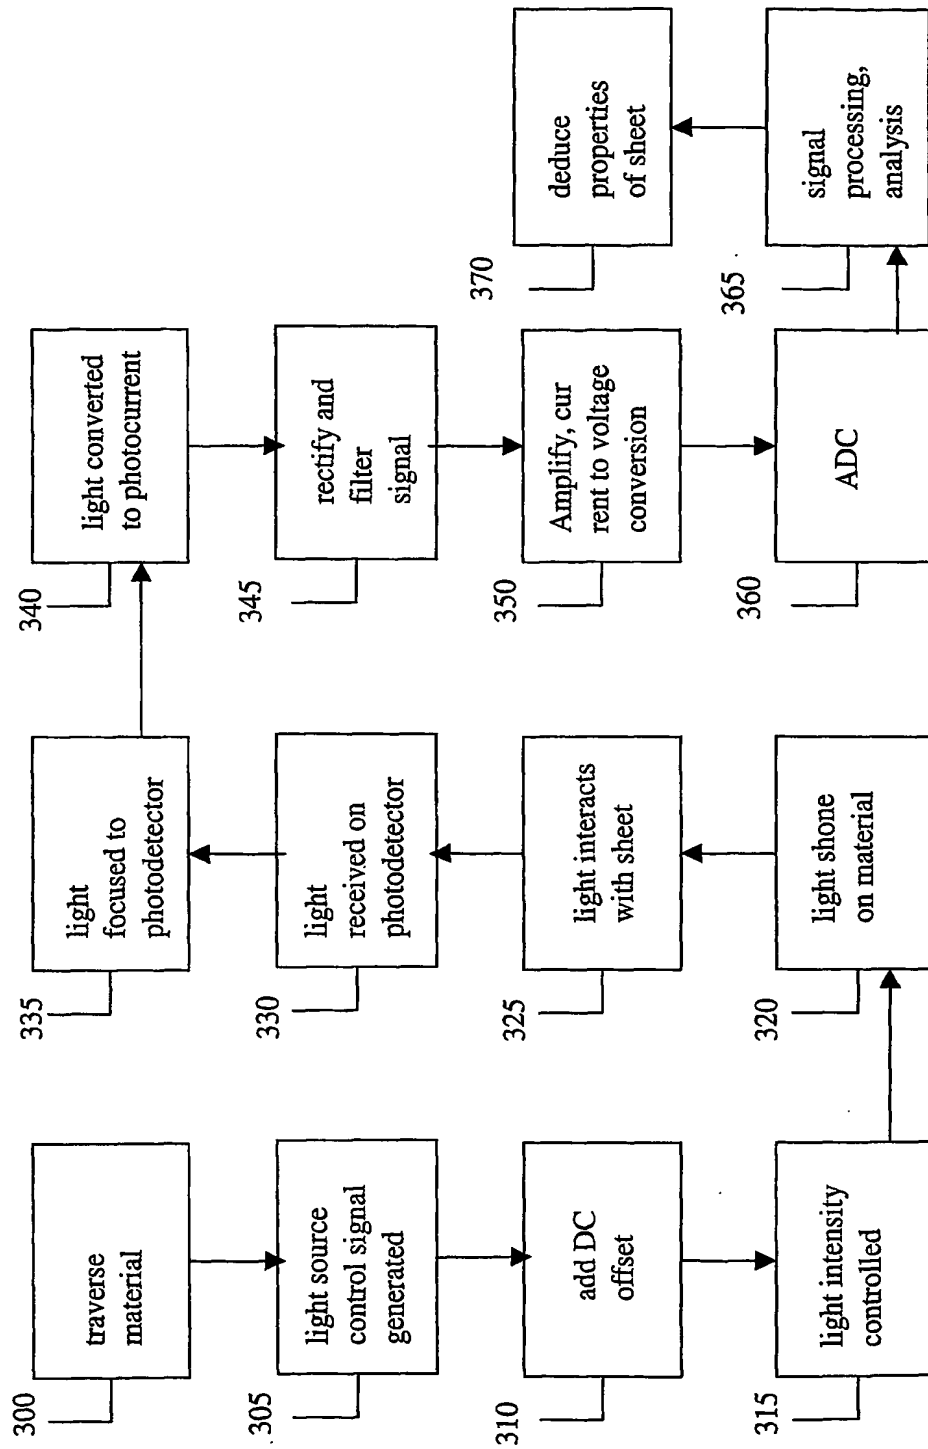 300
traverse
material
305
light source
control signal
generated
310
add DC
offset
315
light intensity
controlled
320
light shone
on material
325
light interacts
with sheet
330
light
received on
photodetector
335
light
focused to
photodetector
340
light converted
to photocurrent
345
rectify and
filter
signal
350
Amplify, cur
rent to voltage
conversion
360
ADC
365
signal
processing,
analysis
370
deduce
properties
of sheet